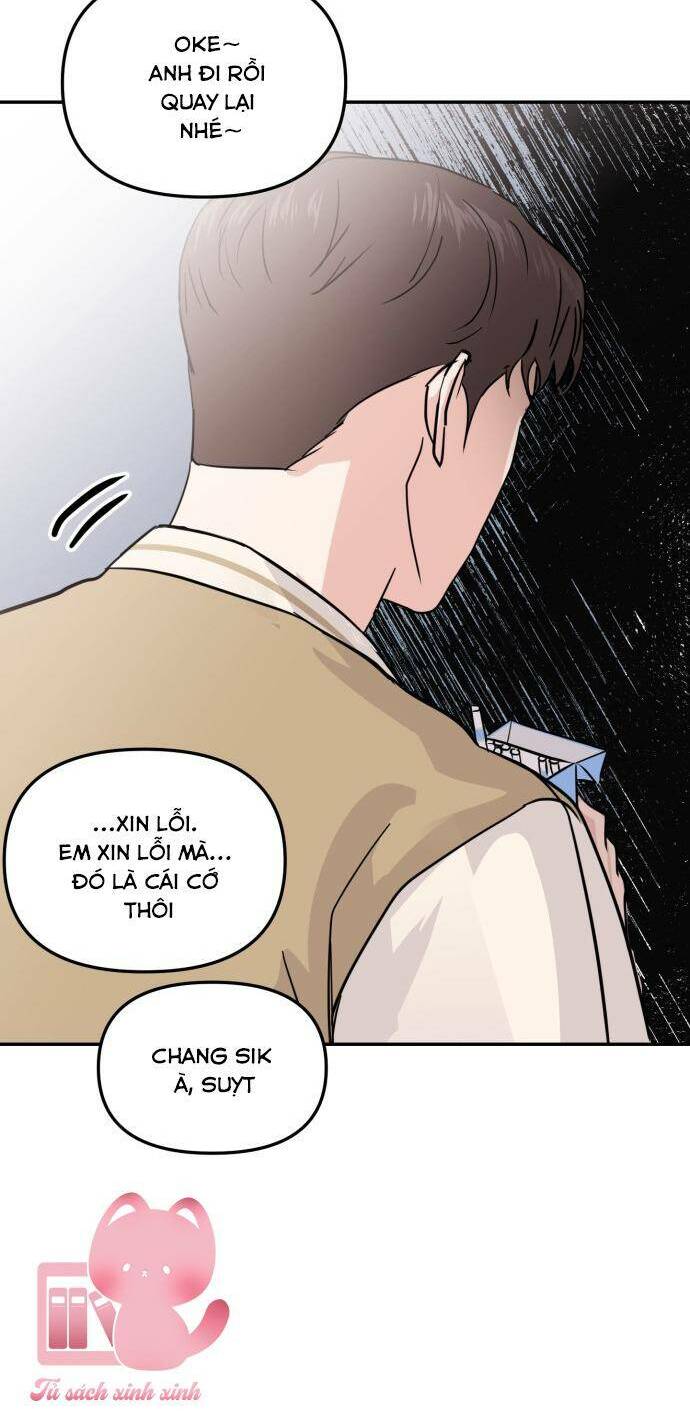 OKE~
ANH ĐI RỒI
QUAY LẠI
NHÉ~
...XIN LỖI.
EM XIN LỖI MÀ...
ĐÓ LÀ CÁI CỚ
THÔI
CHANG SIK
À, SUỴT
Tủ sách xinh xinh